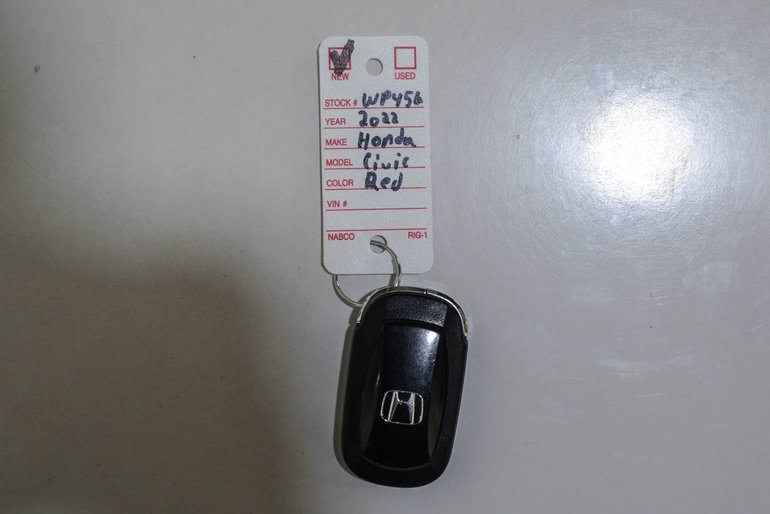 NEW USED
STOCK # WP456
YEAR 2022
MAKE Honda
MODEL Civic
COLOR Red
VIN #
NABCO RIG-1